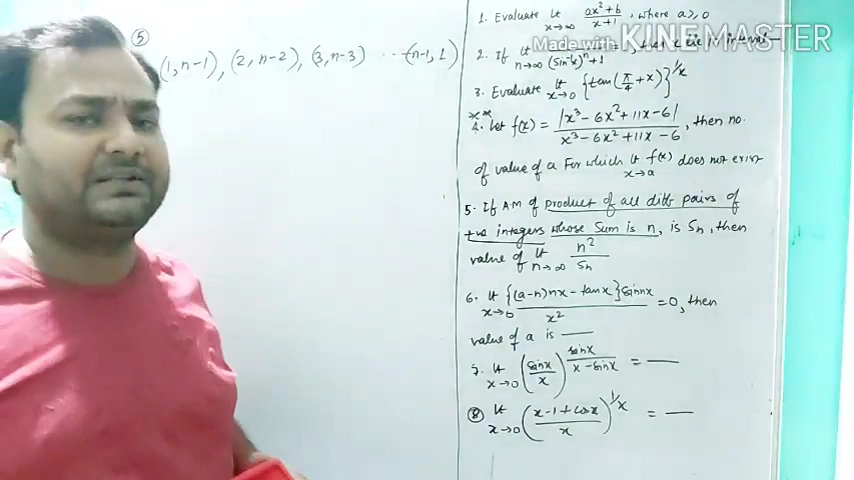 ⑤
(1, n-1), (2, n-2), (3, n-3) ... (n-1, 1)
1. Evaluate lt x→∞ ax²+b / x+1, where a≥0
Made with KINEMASTER
2. If lt n→∞ (sin⁻¹x)ⁿ+1
3. Evaluate lt x→0 {tan(π/4 + x)}^1/x
** 4. Let f(x) = |x³-6x²+11x-6| / x³-6x²+11x-6, then no.
of value of a For which lt x→a f(x) does not exist
5. If A.M of product of all diff pairs of
+ve integers whose sum is n, is Sn, then
value of lt n→∞ n² / Sn
6. lt x→0 {(a-n)nx - tanx} sinnx / x² = 0, then
value of a is —
7. lt x→0 (sinx / x)^ sinx / x-sinx = —
⑧ lt x→0 (x-1+cosx / x)^1/x = —